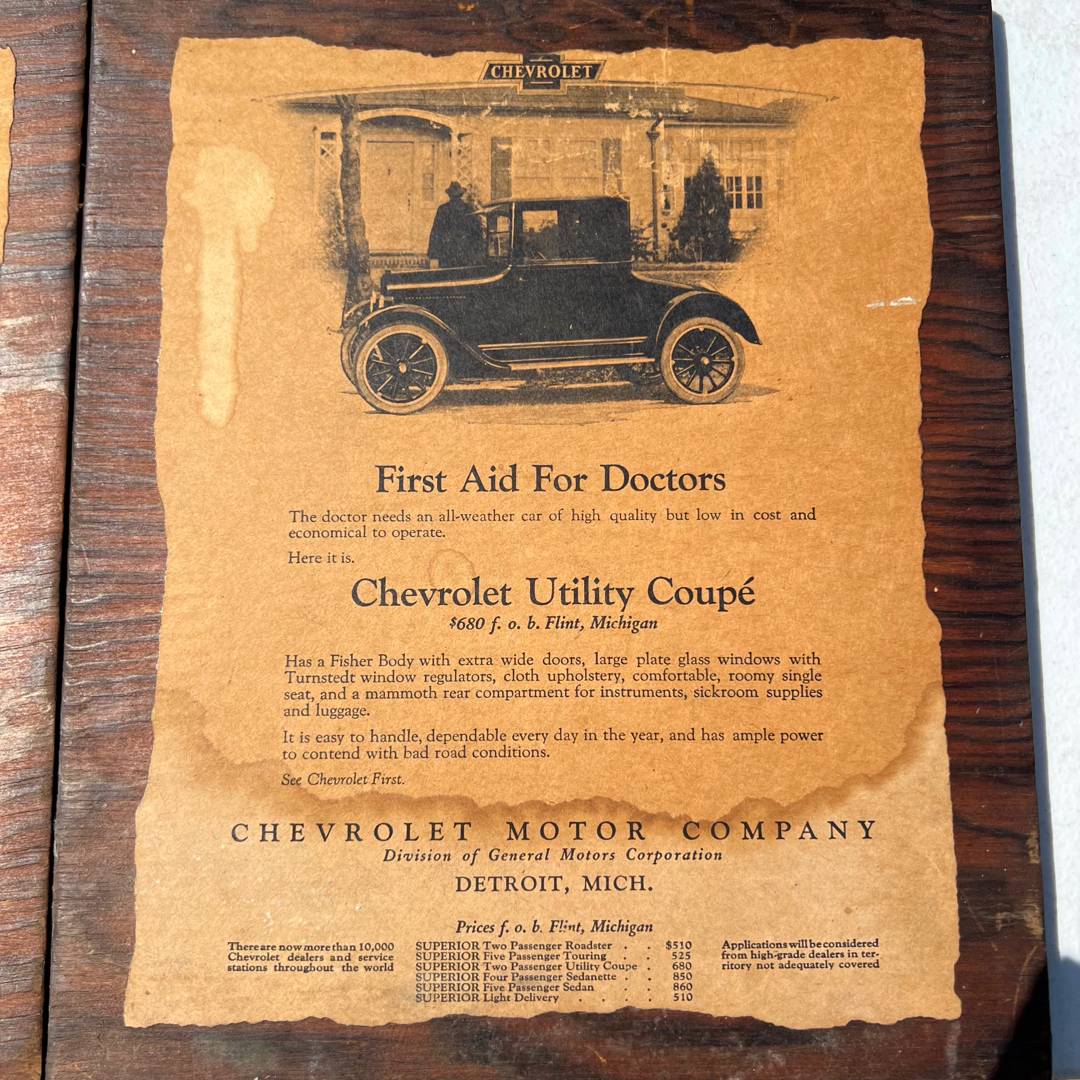 CHEVROLET
First Aid For Doctors
The doctor needs an all-weather car of high quality but low in cost and
economical to operate.
Here it is.
Chevrolet Utility Coupé
$680 f. o. b. Flint, Michigan
Has a Fisher Body with extra wide doors, large plate glass windows with
Turnstedt window regulators, cloth upholstery, comfortable, roomy single
seat, and a mammoth rear compartment for instruments, sickroom supplies
and luggage.
It is easy to handle, dependable every day in the year, and has ample power
to contend with bad road conditions.
See Chevrolet First.
CHEVROLET MOTOR COMPANY
Division of General Motors Corporation
DETROIT, MICH.
Prices f. o. b. Flint, Michigan
There are now more than 10,000
Chevrolet dealers and service
stations throughout the world
SUPERIOR Two Passenger Roadster . . $510
SUPERIOR Five Passenger Touring . . 525
SUPERIOR Two Passenger Utility Coupe . 680
SUPERIOR Four Passenger Sedanette . . 850
SUPERIOR Five Passenger Sedan . . 860
SUPERIOR Light Delivery . . . . 510
Applications will be considered
from high-grade dealers in ter-
ritory not adequately covered